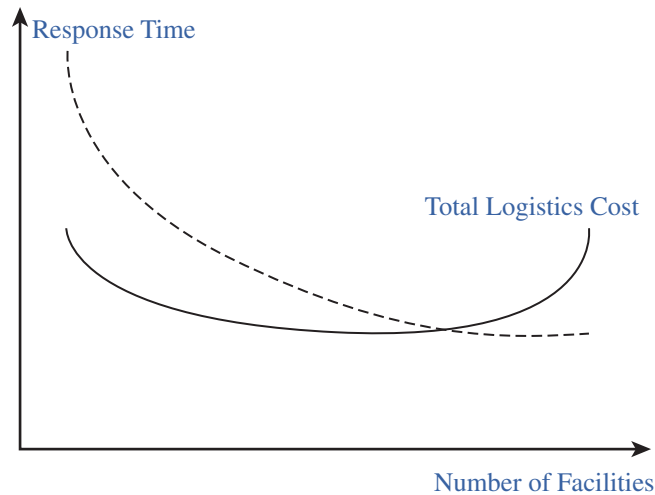 Response Time
Total Logistics Cost
Number of Facilities